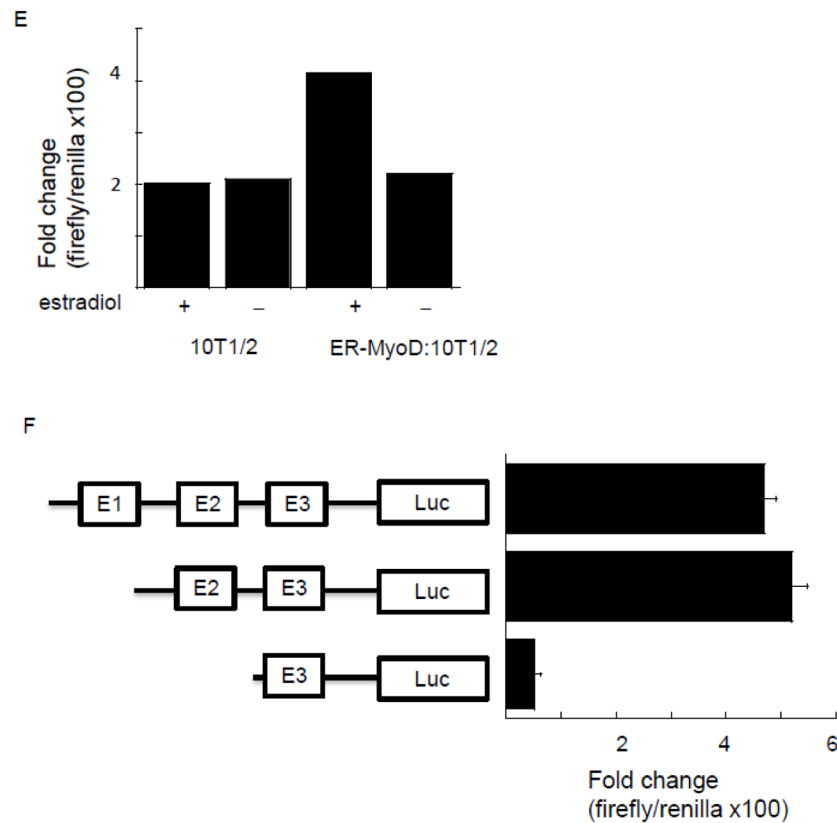 E
Fold change
(firefly/renilla x100)
4
2
estradiol + – + –
10T1/2 ER-MyoD:10T1/2
F
E1 E2 E3 Luc
E2 E3 Luc
E3 Luc
2 4 6
Fold change
(firefly/renilla x100)